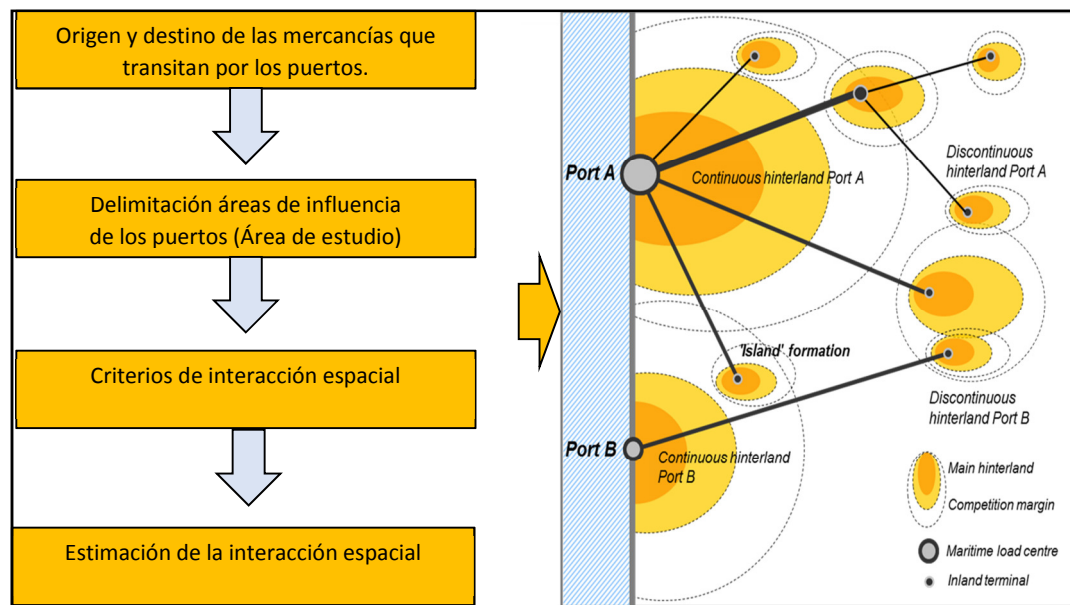 Origen y destino de las mercancías que
transitan por los puertos.
Delimitación áreas de influencia
de los puertos (Área de estudio)
Criterios de interacción espacial
Estimación de la interacción espacial
Port A
Continuous hinterland Port A
Discontinuous
hinterland Port A
'Island' formation
Port B
Continuous hinterland
Port B
Discontinuous
hinterland Port B
Main hinterland
Competition margin
Maritime load centre
Inland terminal